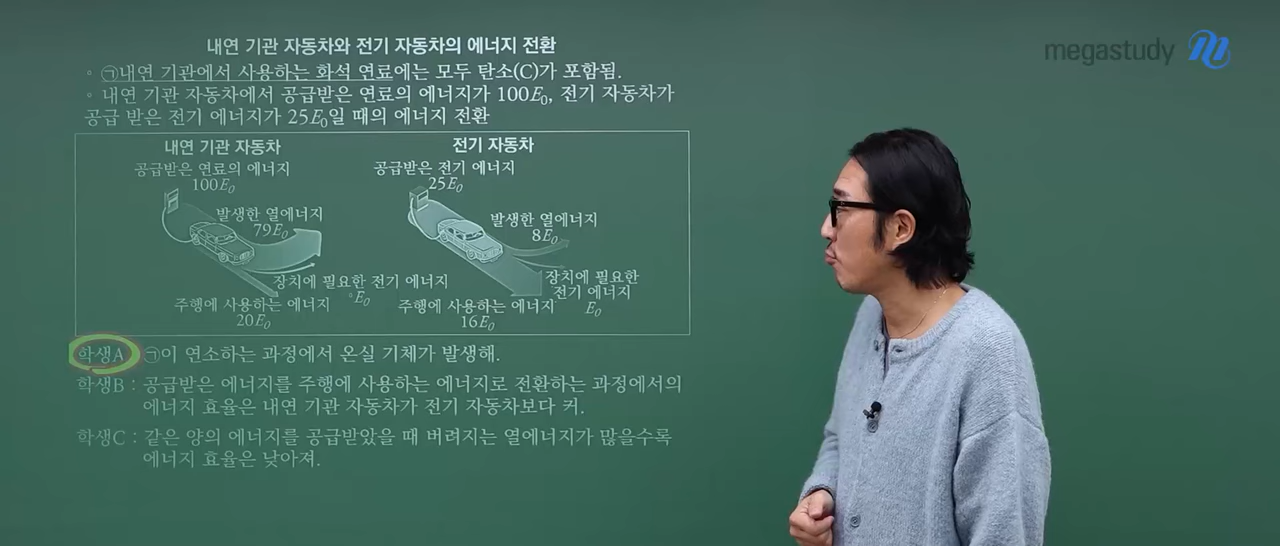 내연 기관 자동차와 전기 자동차의 에너지 전환
megastudy
◦ ㉠내연 기관에서 사용하는 화석 연료에는 모두 탄소(C)가 포함됨.
◦ 내연 기관 자동차에서 공급받은 연료의 에너지가 100E₀, 전기 자동차가
공급 받은 전기 에너지가 25E₀일 때의 에너지 전환
내연 기관 자동차
공급받은 연료의 에너지
100E₀
발생한 열에너지
79E₀
장치에 필요한 전기 에너지
E₀
주행에 사용하는 에너지
20E₀
전기 자동차
공급받은 전기 에너지
25E₀
발생한 열에너지
8E₀
장치에 필요한
전기 에너지
E₀
주행에 사용하는 에너지
16E₀
학생A ㉠이 연소하는 과정에서 온실 기체가 발생해.
학생B : 공급받은 에너지를 주행에 사용하는 에너지로 전환하는 과정에서의
에너지 효율은 내연 기관 자동차가 전기 자동차보다 커.
학생C : 같은 양의 에너지를 공급받았을 때 버려지는 열에너지가 많을수록
에너지 효율은 낮아져.